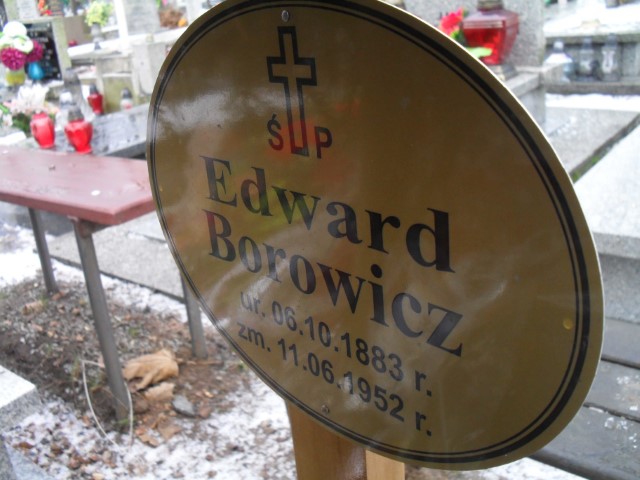 Ś P
Edward
Borowicz
ur. 06.10.1883 r.
zm. 11.06.1952 r.